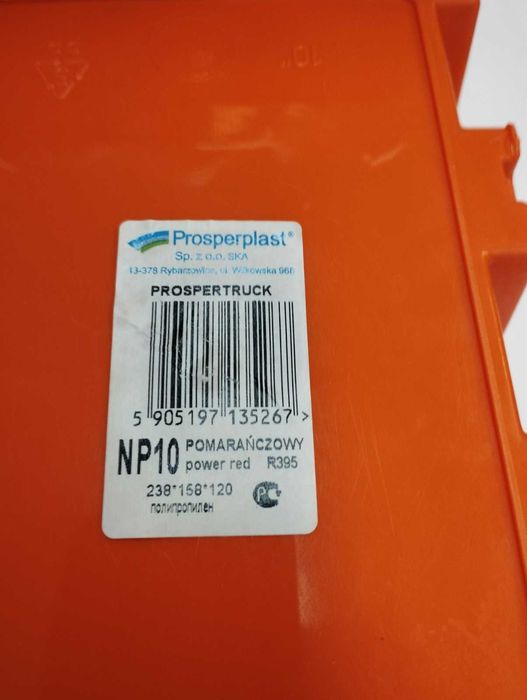 10"
Prosperplast®
Sp. z o.o. SKA
43-378 Rybarzowice, ul. Wilkowska 968
PROSPERTRUCK
5 905197 135267 >
NP10 POMARAŃCZOWY
power red R395
238*158*120
полипропилен